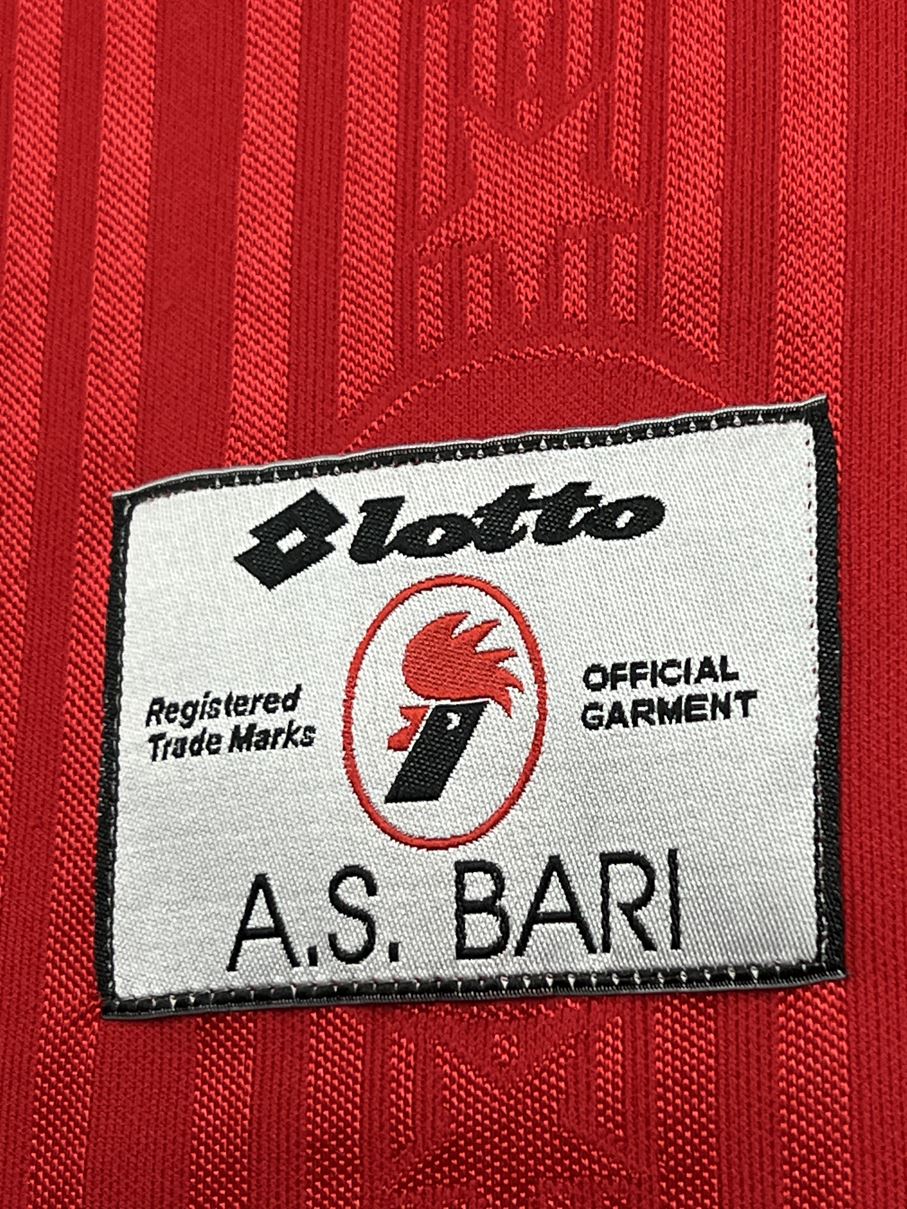 lotto
Registered
Trade Marks
OFFICIAL
GARMENT
A.S. BARI